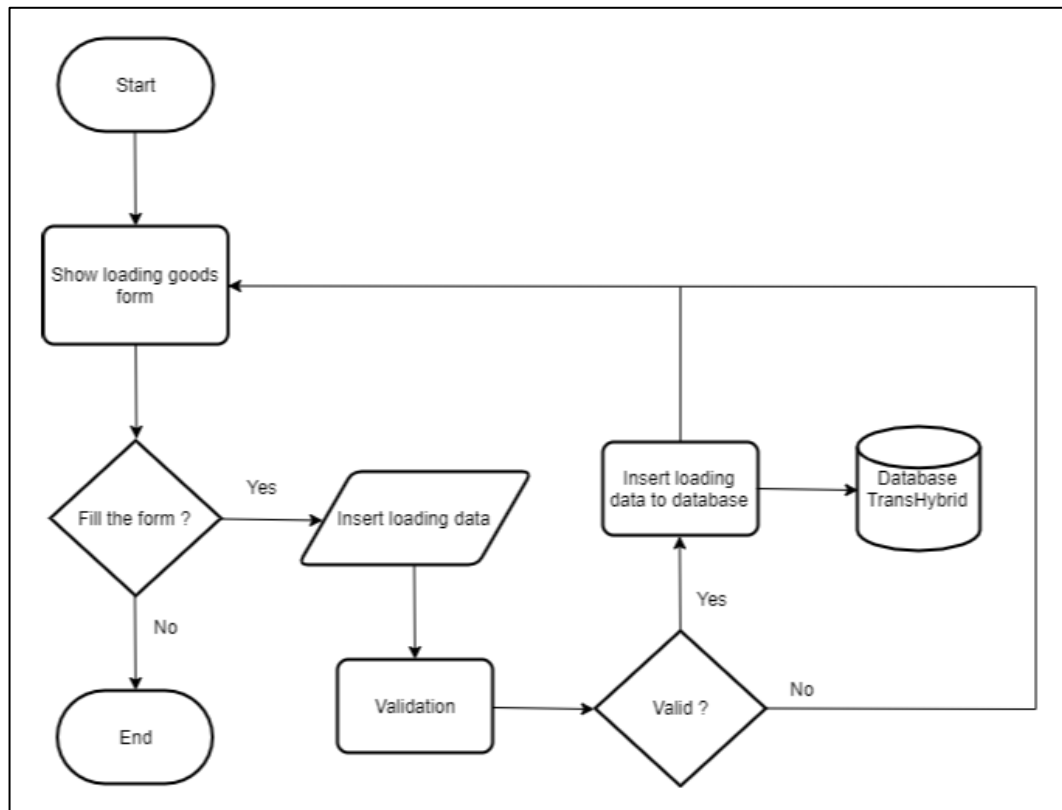 Start
Show loading goods
form
Fill the form ?
Yes
No
End
Insert loading data
Validation
Valid ?
Yes
No
Insert loading
data to database
Database
TransHybrid